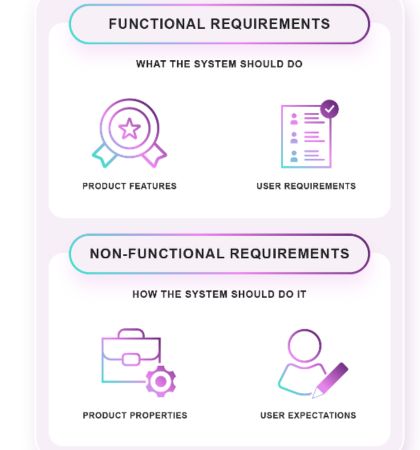 FUNCTIONAL REQUIREMENTS
WHAT THE SYSTEM SHOULD DO
PRODUCT FEATURES
USER REQUIREMENTS
NON-FUNCTIONAL REQUIREMENTS
HOW THE SYSTEM SHOULD DO IT
PRODUCT PROPERTIES
USER EXPECTATIONS